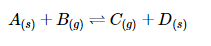 A(s) + B(g) ⇌ C(g) + D(s)